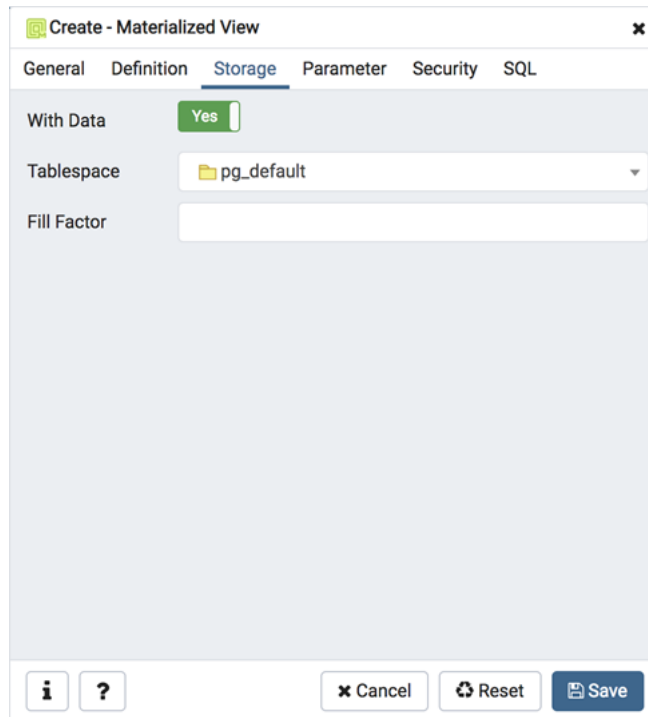 Create - Materialized View
General Definition Storage Parameter Security SQL
With Data Yes
Tablespace pg_default
Fill Factor
i ? Cancel Reset Save